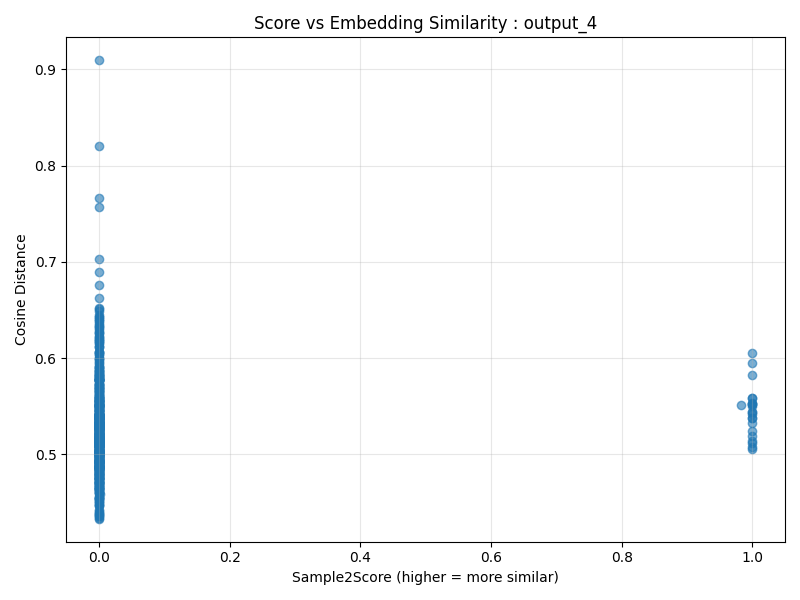 Score vs Embedding Similarity : output_4
Cosine Distance
0.9
0.8
0.7
0.6
0.5
0.0 0.2 0.4 0.6 0.8 1.0
Sample2Score (higher = more similar)